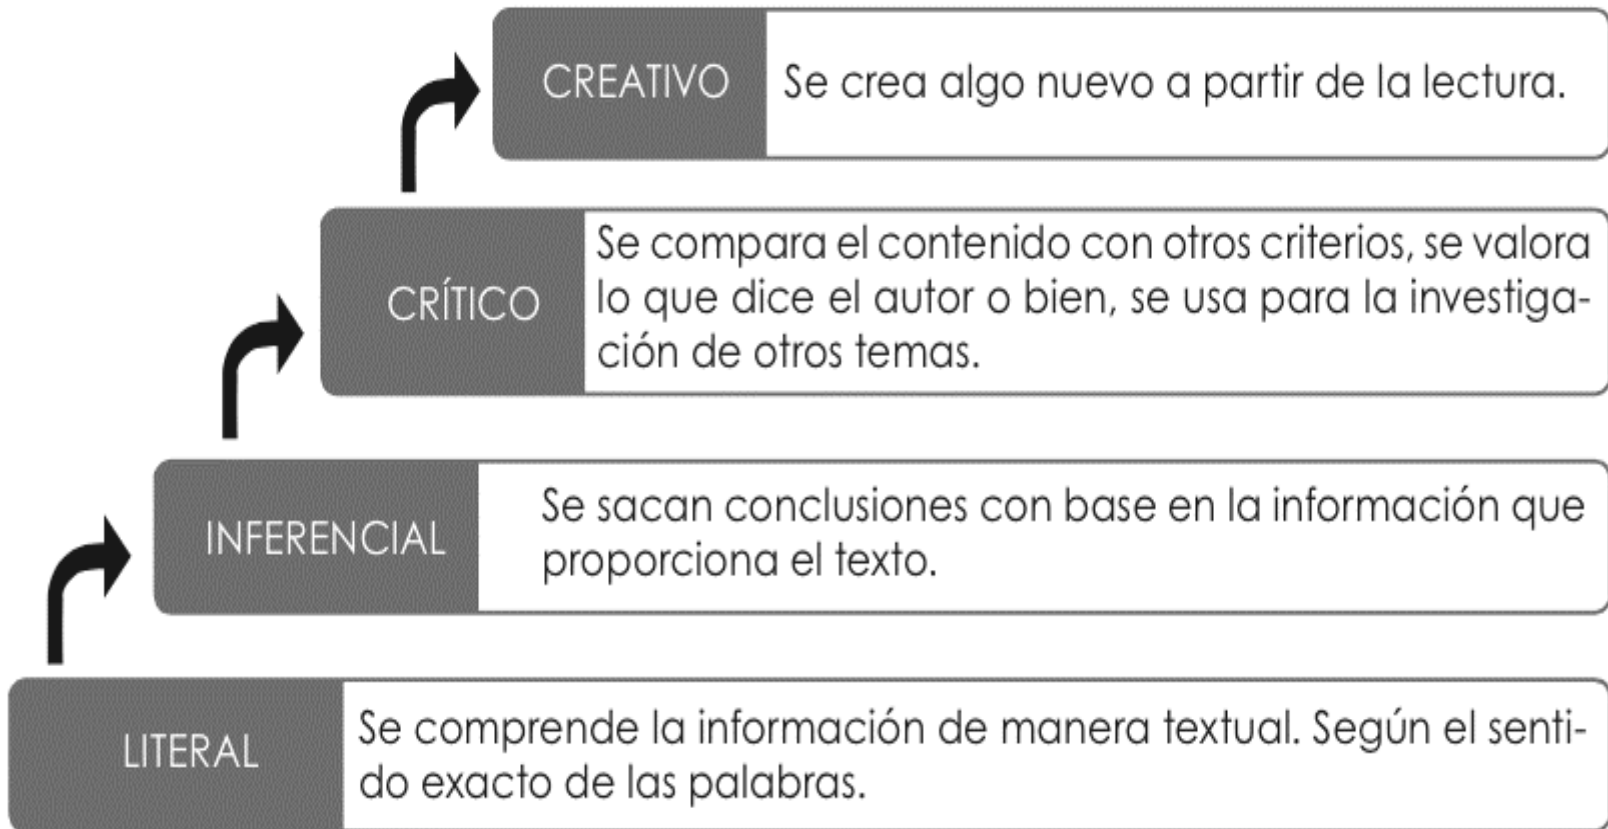 CREATIVO
Se crea algo nuevo a partir de la lectura.
CRÍTICO
Se compara el contenido con otros criterios, se valora
lo que dice el autor o bien, se usa para la investiga-
ción de otros temas.
INFERENCIAL
Se sacan conclusiones con base en la información que
proporciona el texto.
LITERAL
Se comprende la información de manera textual. Según el senti-
do exacto de las palabras.